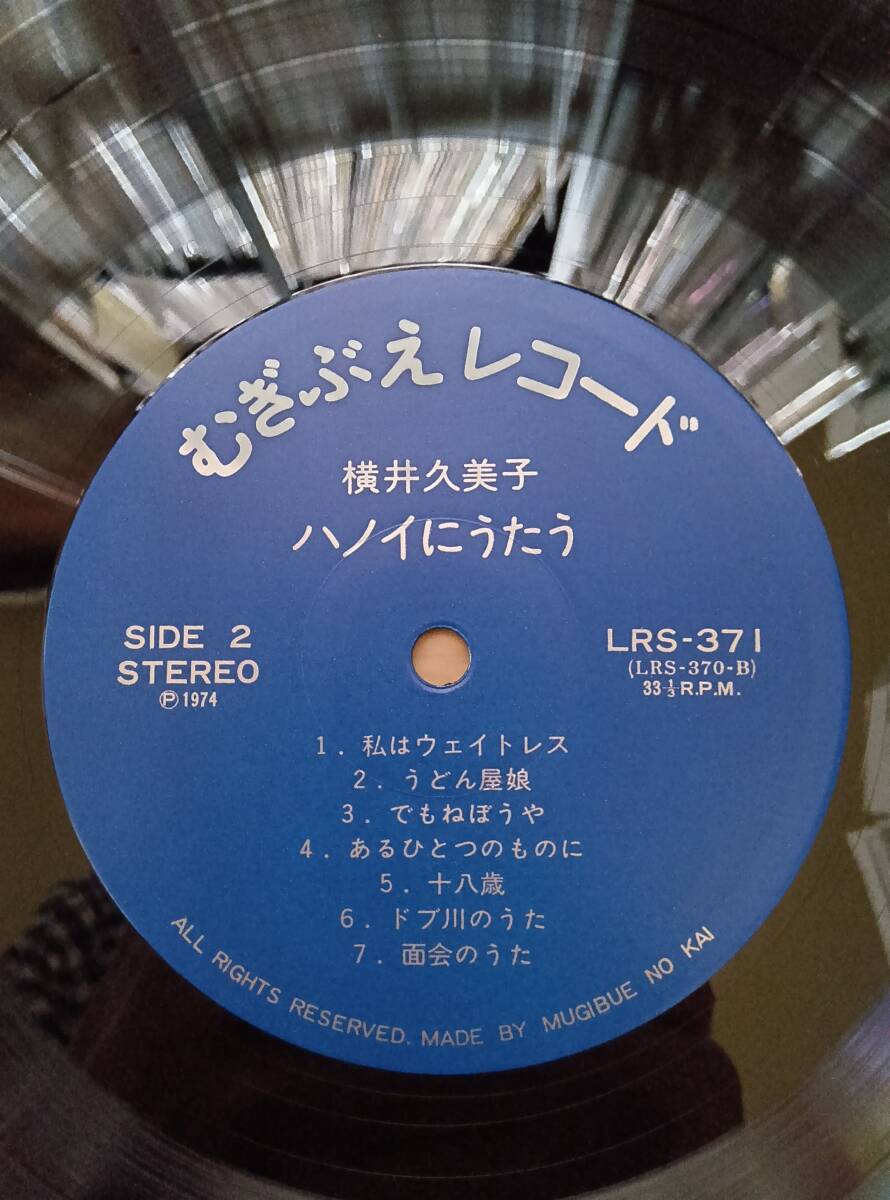 むぎぶえレコード
横井久美子
ハノイにうたう
SIDE 2
STEREO
Ⓟ1974
LRS-371
(LRS-370-B)
33⅓ R.P.M.
1. 私はウェイトレス
2. うどん屋娘
3. でもねぼうや
4. あるひとつのものに
5. 十八歳
6. ドブ川のうた
7. 面会のうた
ALL RIGHTS RESERVED. MADE BY MUGIBUE NO KAI